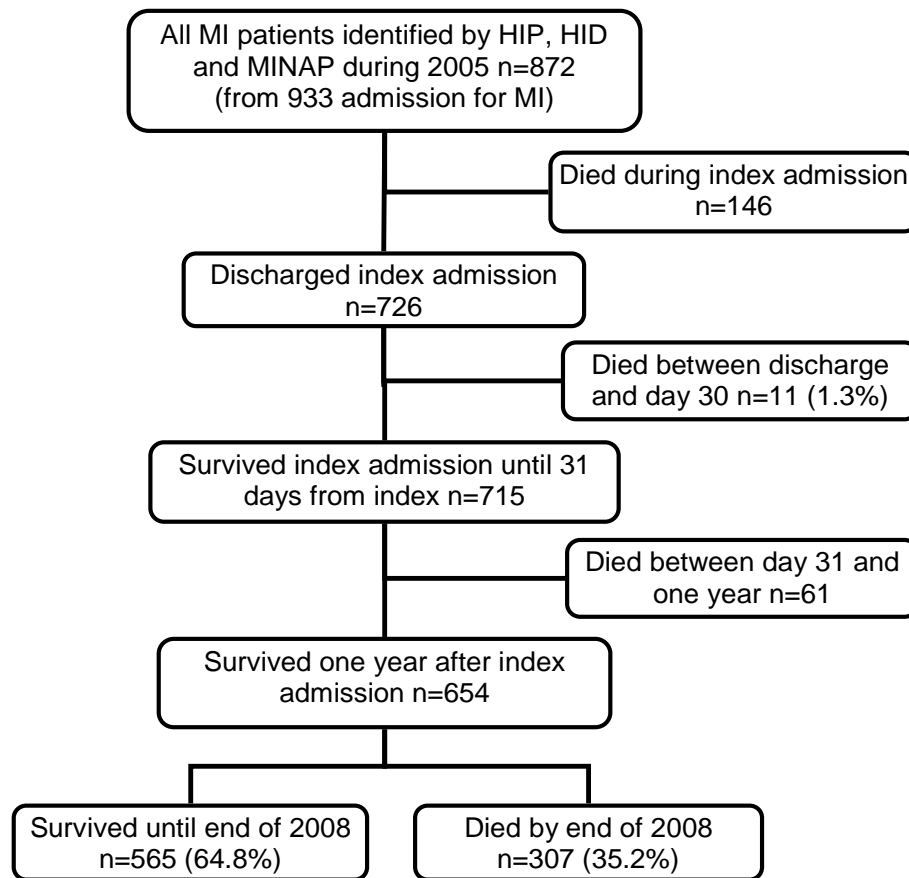 All MI patients identified by HIP, HID
and MINAP during 2005 n=872
(from 933 admission for MI)
Died during index admission
n=146
Discharged index admission
n=726
Died between discharge
and day 30 n=11 (1.3%)
Survived index admission until 31
days from index n=715
Died between day 31 and
one year n=61
Survived one year after index
admission n=654
Survived until end of 2008
n=565 (64.8%)
Died by end of 2008
n=307 (35.2%)